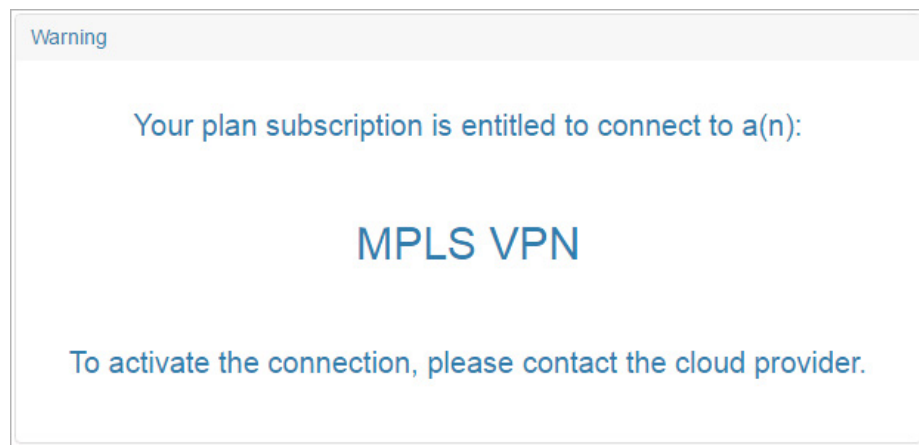 Warning
Your plan subscription is entitled to connect to a(n):
MPLS VPN
To activate the connection, please contact the cloud provider.